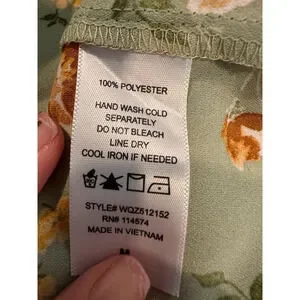 100% POLYESTER
HAND WASH COLD
SEPARATELY
DO NOT BLEACH
LINE DRY
COOL IRON IF NEEDED
STYLE# WQZ512152
RN# 114574
MADE IN VIETNAM
M